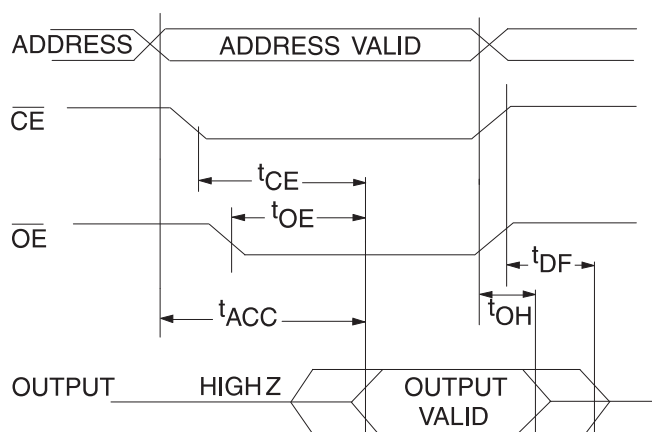 ADDRESS ADDRESS VALID
CE
tCE
tOE
OE
tDF
tACC tOH
OUTPUT HIGH Z OUTPUT
VALID